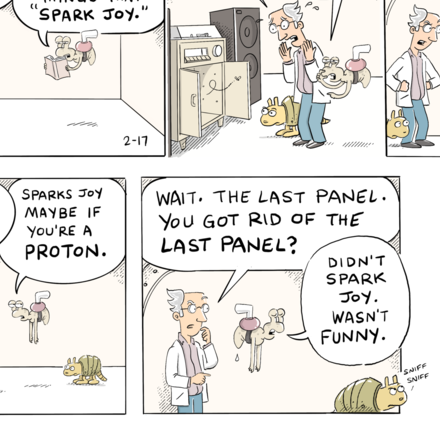 "SPARK JOY."
2-17
SPARKS JOY
MAYBE IF
YOU'RE A
PROTON.
WAIT. THE LAST PANEL.
YOU GOT RID OF THE
LAST PANEL?
DIDN'T
SPARK
JOY.
WASN'T
FUNNY.
SNIFF
SNIFF